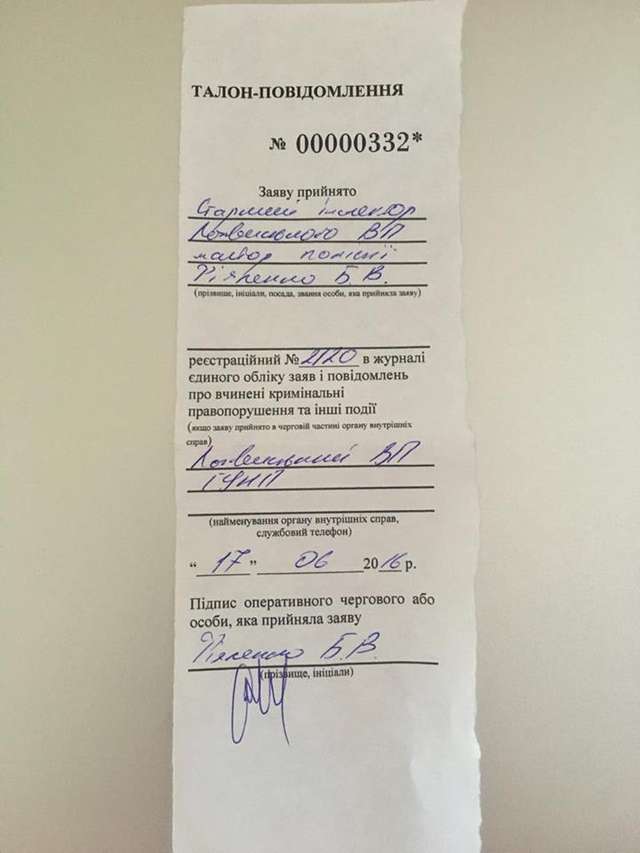 ТАЛОН-ПОВІДОМЛЕННЯ
№ 00000332*
Заяву прийнято
Старший інспектор
Лохвицького ВП
майор поліції
Б. В.
(прізвище, ініціали, посада, звання особи, яка прийняла заяву)
реєстраційний № 2120 в журналі
єдиного обліку заяв і повідомлень
про вчинені кримінальні
правопорушення та інші події
(якщо заяву прийнято в черговій частині органу внутрішніх
справ)
Лохвицький ВП
ГУНП
(найменування органу внутрішніх справ,
службовий телефон)
“ 17 ” 06 2016 р.
Підпис оперативного чергового або
особи, яка прийняла заяву
Б. В.
(прізвище, ініціали)